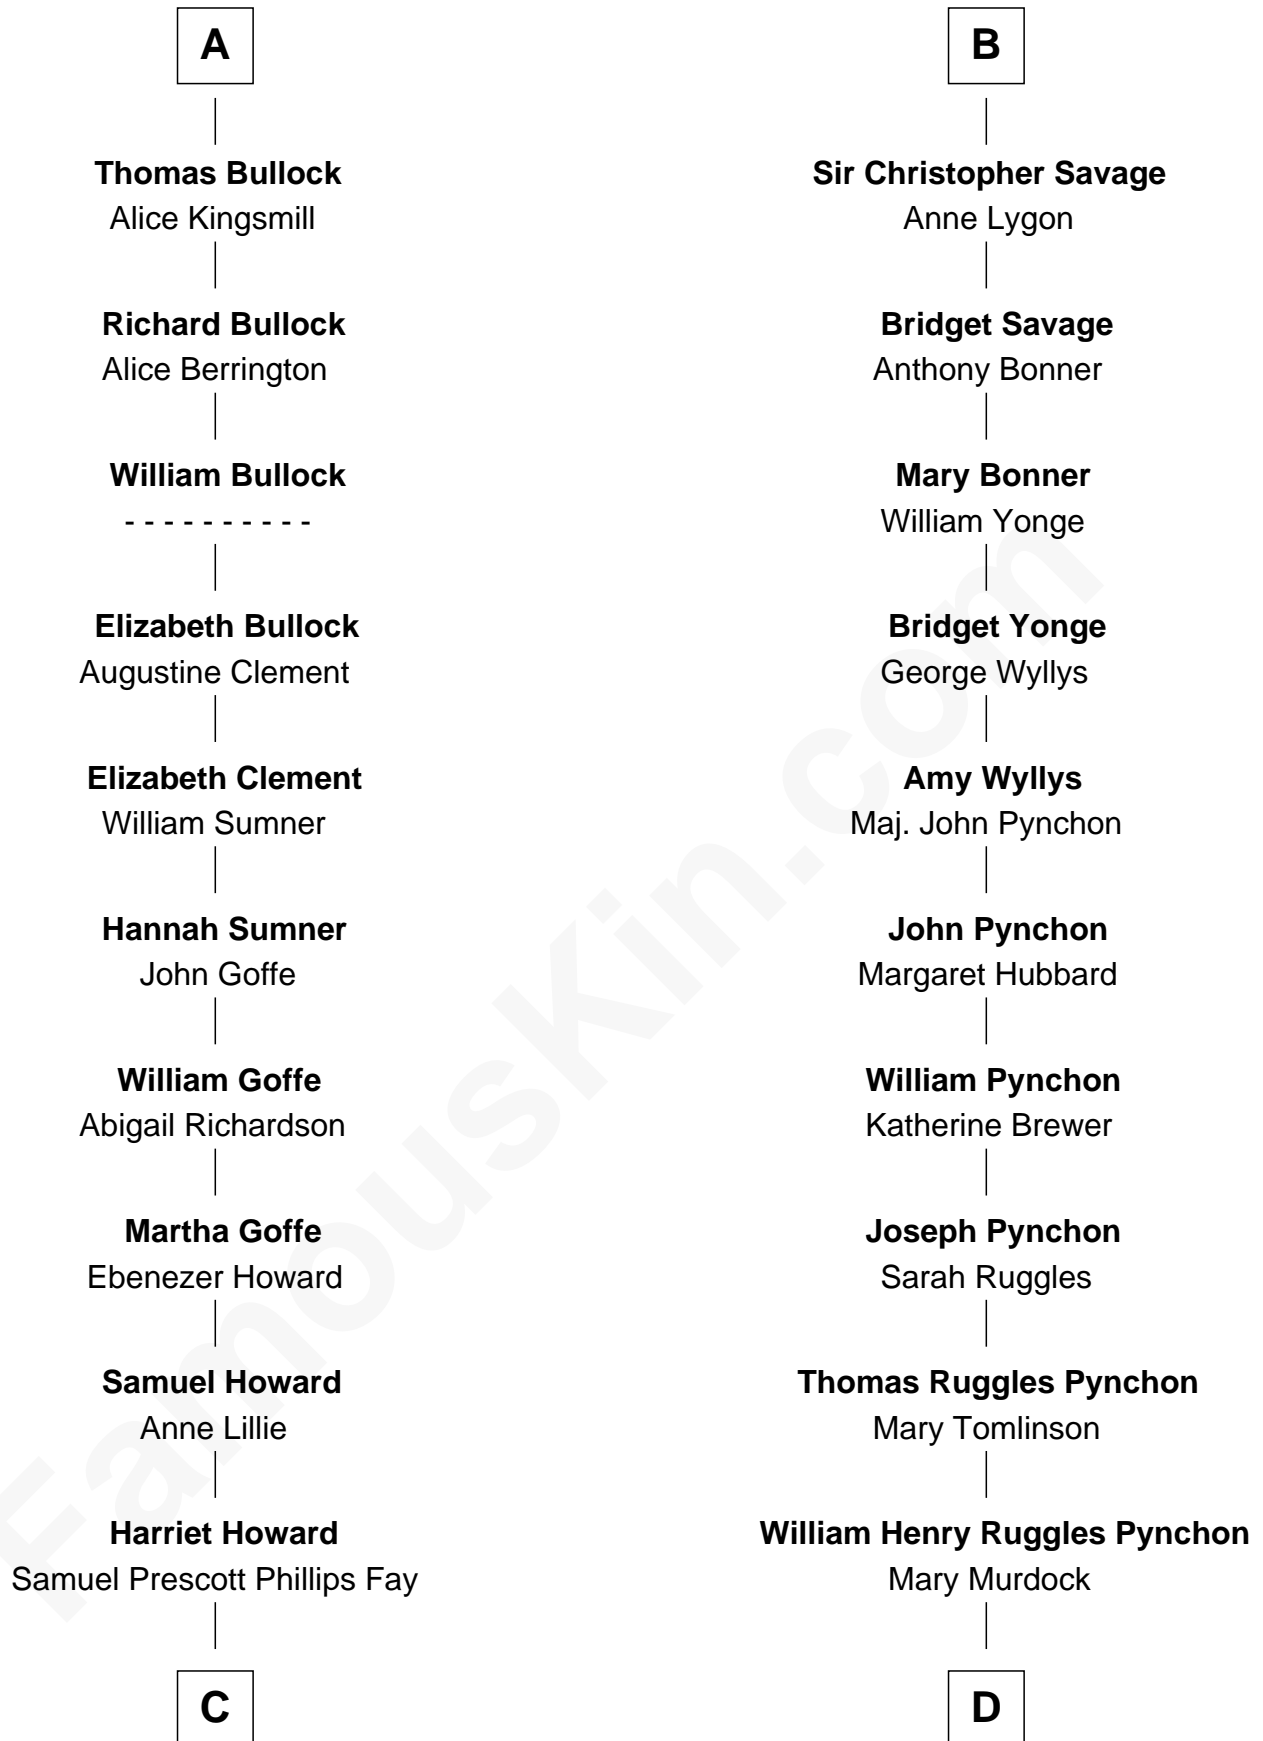 A
Thomas Bullock
Alice Kingsmill
Richard Bullock
Alice Berrington
William Bullock
- - - - - - - - - -
Elizabeth Bullock
Augustine Clement
Elizabeth Clement
William Sumner
Hannah Sumner
John Goffe
William Goffe
Abigail Richardson
Martha Goffe
Ebenezer Howard
Samuel Howard
Anne Lillie
Harriet Howard
Samuel Prescott Phillips Fay
C
B
Sir Christopher Savage
Anne Lygon
Bridget Savage
Anthony Bonner
Mary Bonner
William Yonge
Bridget Yonge
George Wyllys
Amy Wyllys
Maj. John Pynchon
John Pynchon
Margaret Hubbard
William Pynchon
Katherine Brewer
Joseph Pynchon
Sarah Ruggles
Thomas Ruggles Pynchon
Mary Tomlinson
William Henry Ruggles Pynchon
Mary Murdock
D
FamousKin.com